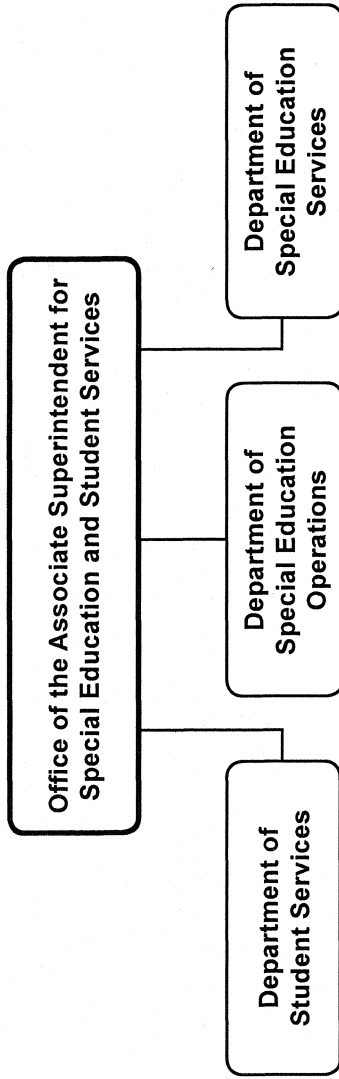 Office of the Associate Superintendent for
Special Education and Student Services
Department of
Student Services
Department of
Special Education
Operations
Department of
Special Education
Services